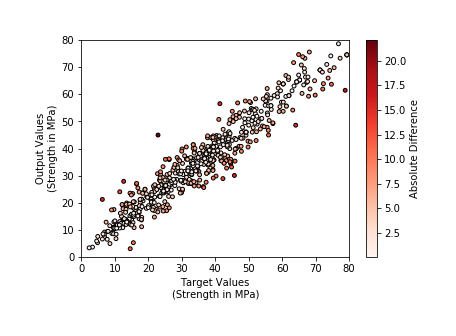 80
70
60
50
40
30
20
10
0
Output Values
(Strength in MPa)
0 10 20 30 40 50 60 70 80
Target Values
(Strength in MPa)
20.0
17.5
15.0
12.5
10.0
7.5
5.0
2.5
Absolute Difference